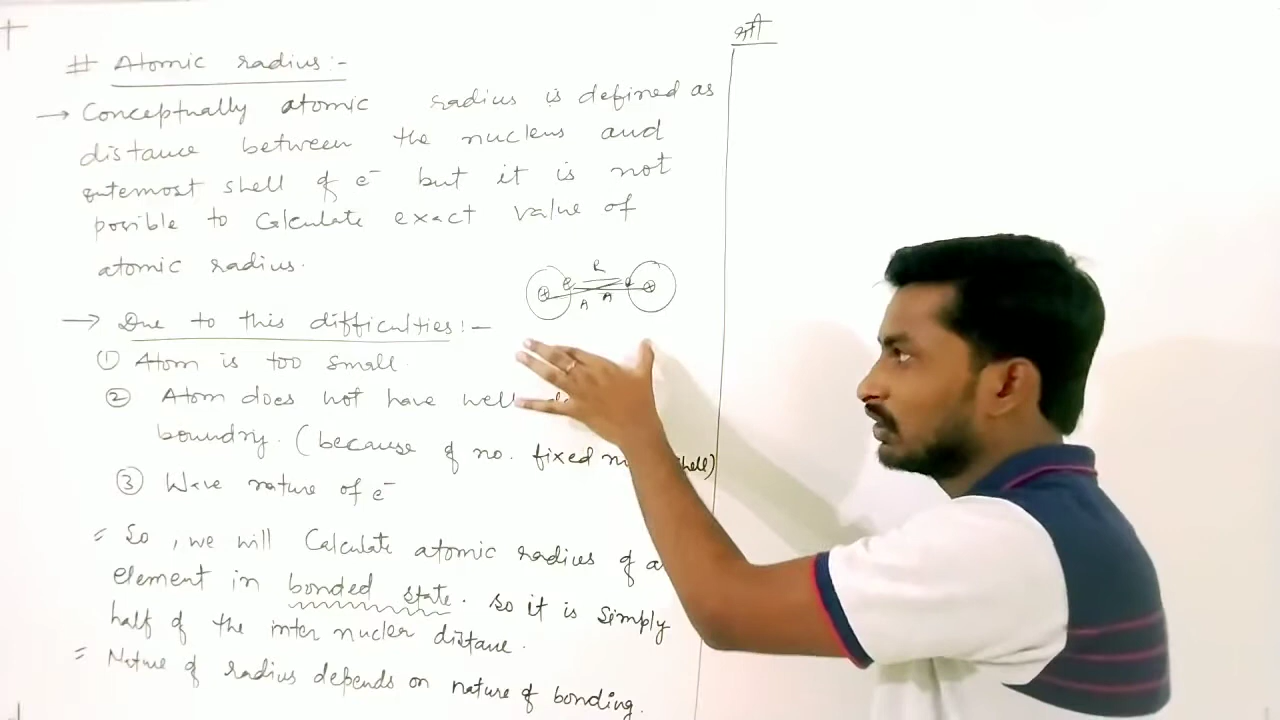 # Atomic radius:-
→ Conceptually atomic radius is defined as
distance between the nucleus and
outemost shell of e⁻ but it is not
posible to Calculate exact value of
atomic radius.
R
e e
+ +
A A
→ Due to this difficulties:-
① Atom is too small.
② Atom does not have well
boundry. (because of no. fixed shell)
③ Wave nature of e⁻
= So, we will Calculate atomic radius of
element in bonded state. so it is simply
half of the inter nucler distane.
= Nature of radius depends on nature of bonding.